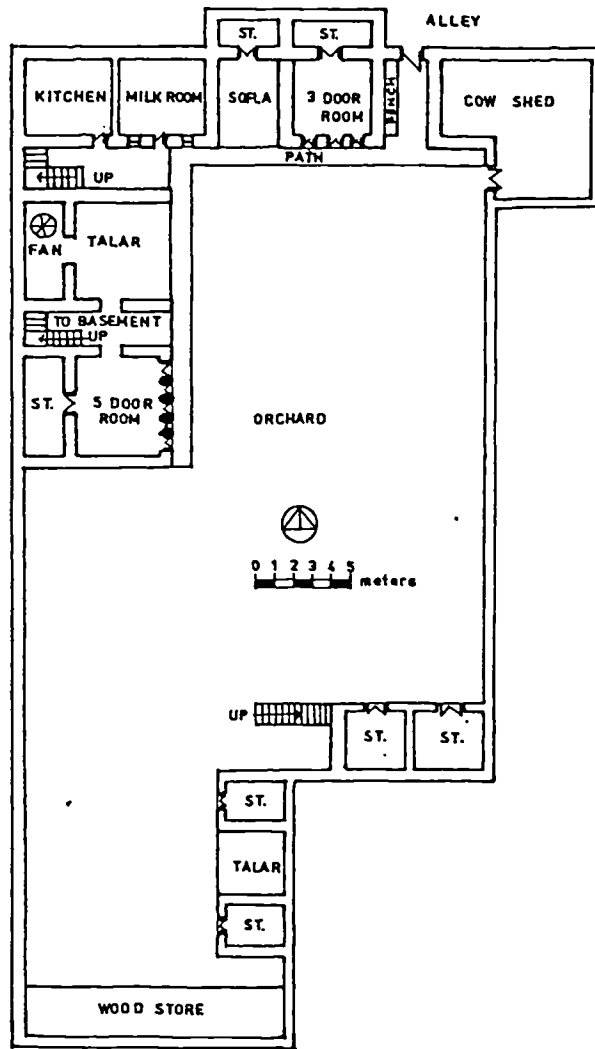 ALLEY
ST.
ST.
KITCHEN
MILK ROOM
SOFLA
3 DOOR
ROOM
BENCH
COW SHED
PATH
UP
FAN
TALAR
TO BASEMENT
UP
ST.
5 DOOR
ROOM
ORCHARD
0 1 2 3 4 5
meters
UP
ST.
ST.
ST.
TALAR
ST.
WOOD STORE